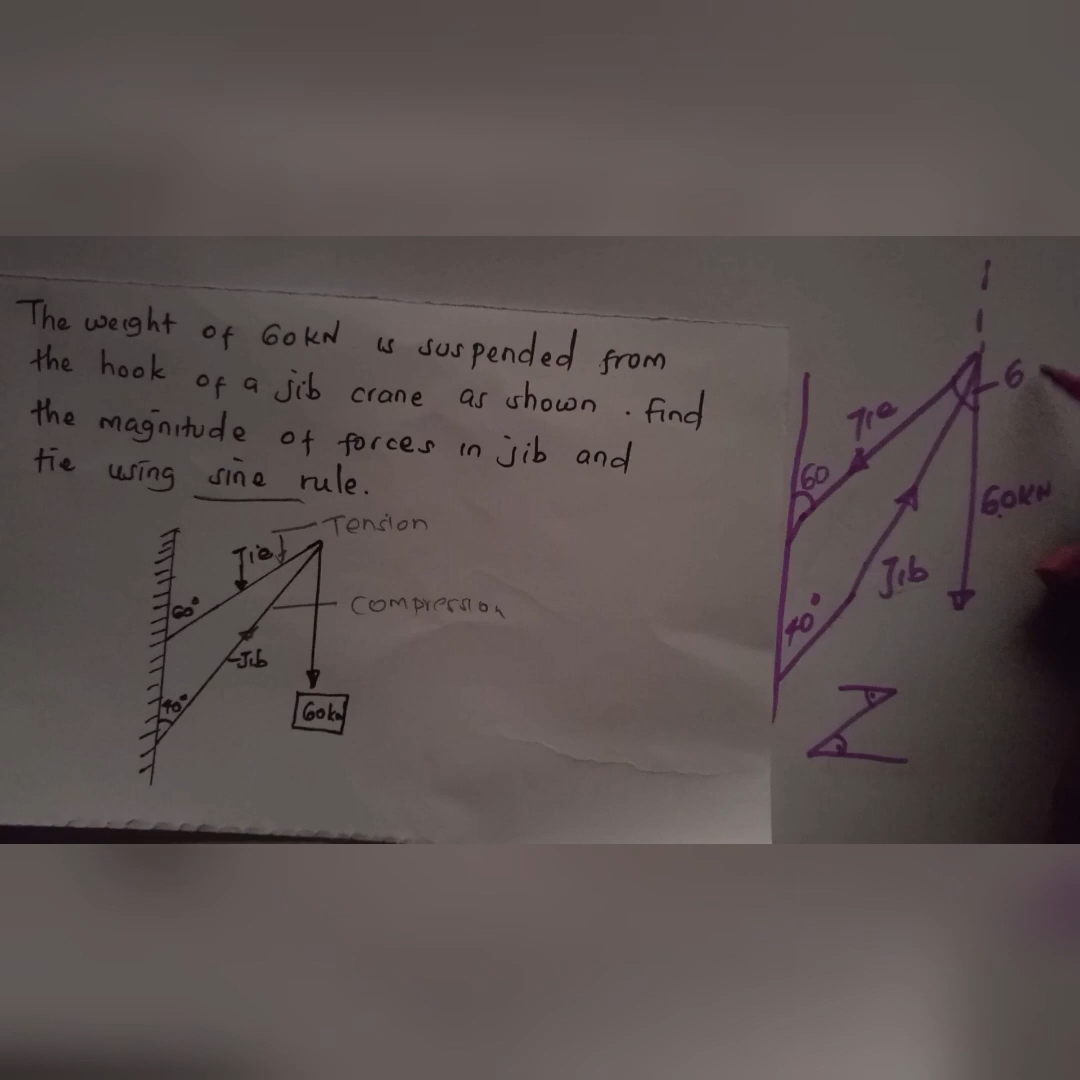 The weight of 60 kN is suspended from
the hook of a jib crane as shown. find
the magnitude of forces in jib and
tie using sine rule.
Tension
Tie
60°
compression
Jib
40°
60kN
6
Tie
60
60KN
Jib
40°